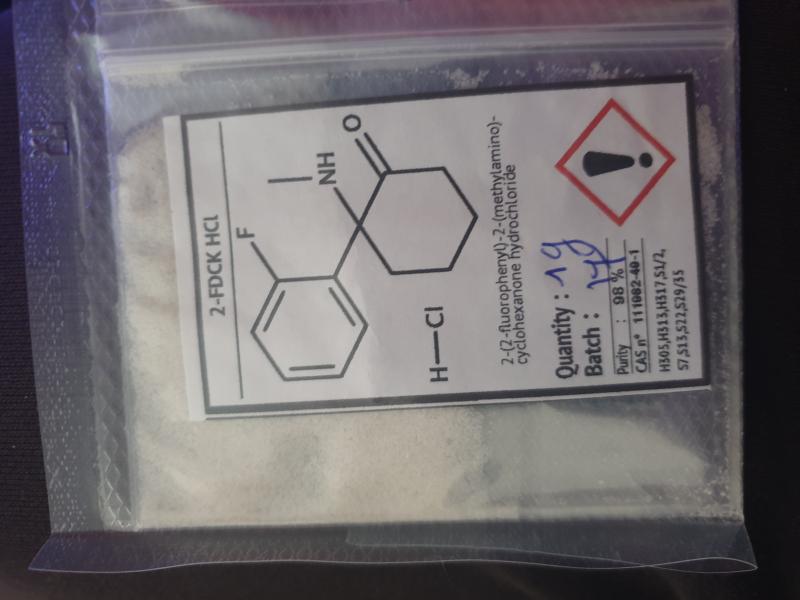 2-FDCK HCl
F
NH
O
H—Cl
2-(2-fluorophenyl)-2-(methylamino)-
cyclohexanone hydrochloride
Quantity : 1g
Batch :
Purity : 98 %
CAS n° 111982-49-1
H305,H313,H317,S1/2,
S7,S13,S22,S29/35